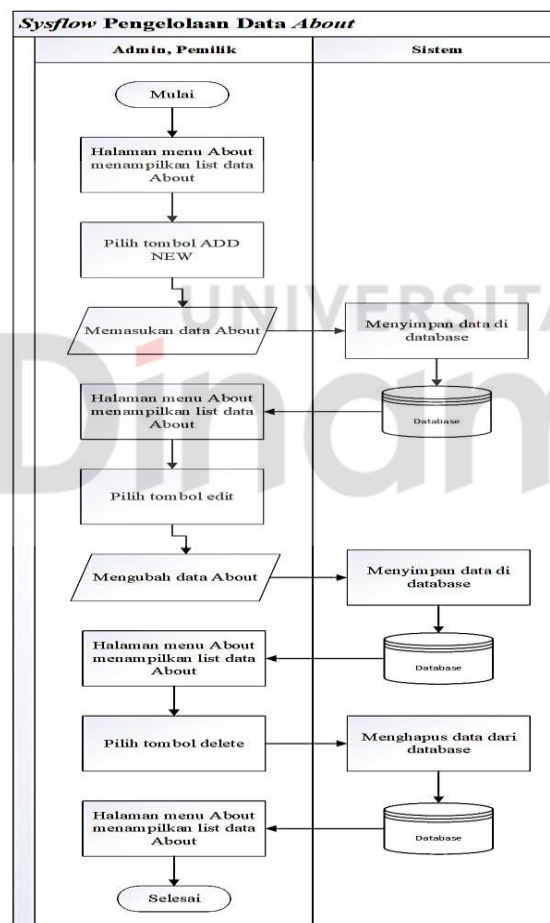 Sysflow Pengelolaan Data About
Admin, Pemilik
Sistem
Mulai
Halaman menu About
menampilkan list data
About
Pilih tombol ADD
NEW
UNIVERSITA
Memasukan data About
Menyimpan data di
database
Dinam
Halaman menu About
menampilkan list data
About
Database
Pilih tombol edit
Mengubah data About
Menyimpan data di
database
Halaman menu About
menampilkan list data
About
Database
Pilih tombol delete
Menghapus data dari
database
Halaman menu About
menampilkan list data
About
Database
Selesai